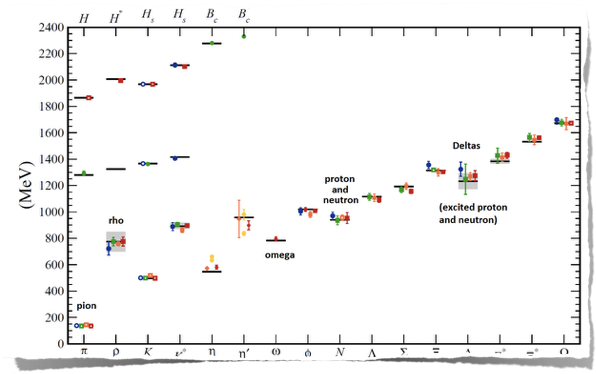 H H* Hs Hs Bc Bc
2400
2200
2000
1800
1600
1400
1200
1000
800
600
400
200
0
(MeV)
Deltas
proton
and
neutron
(excited proton
and neutron)
rho
omega
pion
π ρ K η η′ ω ϕ N Λ Σ Ξ Ω